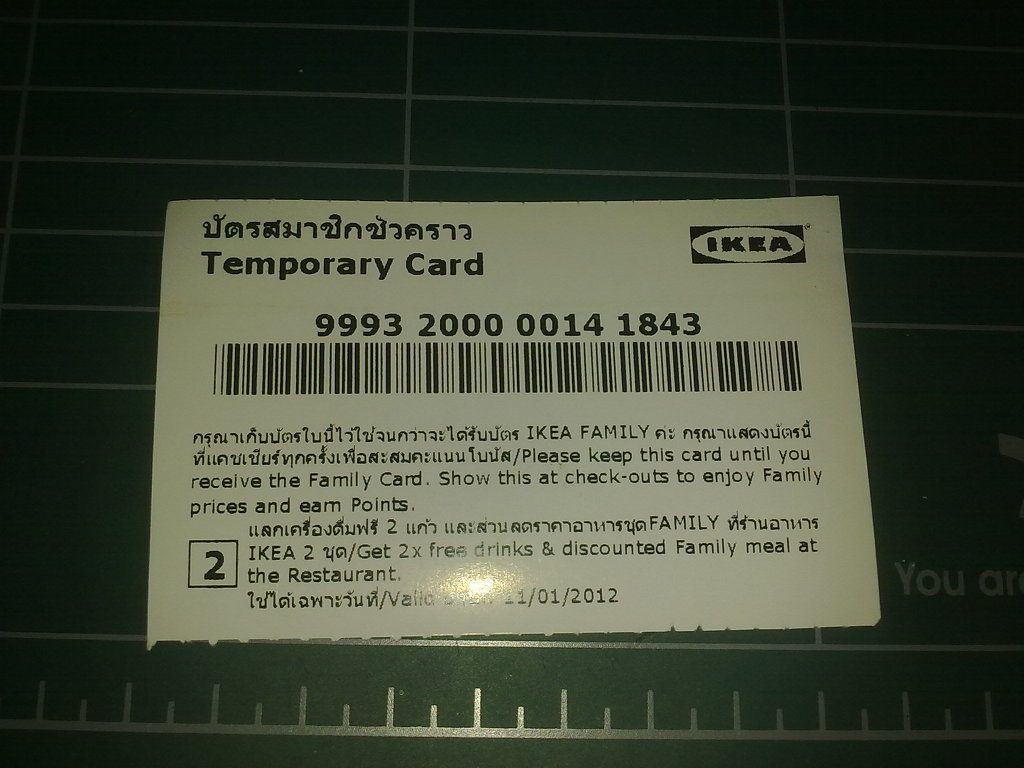 บัตรสมาชิกชั่วคราว
Temporary Card
IKEA
9993 2000 0014 1843
กรุณาเก็บบัตรใบนี้ไว้ใช้จนกว่าจะได้รับบัตร IKEA FAMILY ค่ะ กรุณาแสดงบัตรนี้
ที่แคชเชียร์ทุกครั้งเพื่อสะสมคะแนนโบนัส/Please keep this card until you
receive the Family Card. Show this at check-outs to enjoy Family
prices and earn Points.
แลกเครื่องดื่มฟรี 2 แก้ว และส่วนลดราคาอาหารชุดFAMILY ที่ร้านอาหาร
2 IKEA 2 ชุด/Get 2x free drinks & discounted Family meal at
the Restaurant.
ใช้ได้เฉพาะวันที่/Valid 11/01/2012
You are